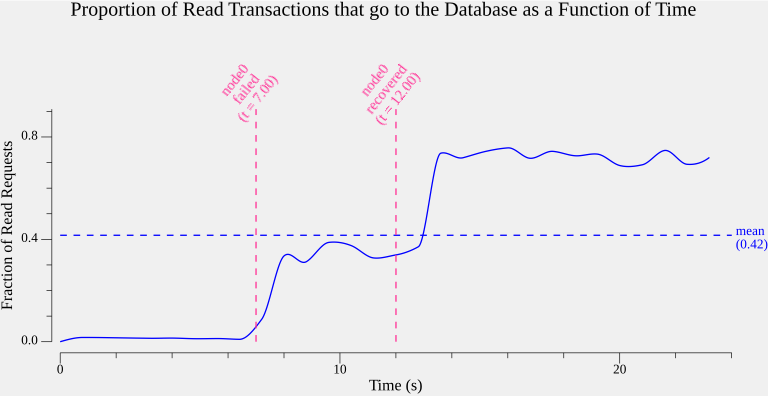 Proportion of Read Transactions that go to the Database as a Function of Time
node0
failed
(t = 7.00)
node0
recovered
(t = 12.00)
Fraction of Read Requests
0.8
0.4
0.0
mean
(0.42)
0
10
20
Time (s)